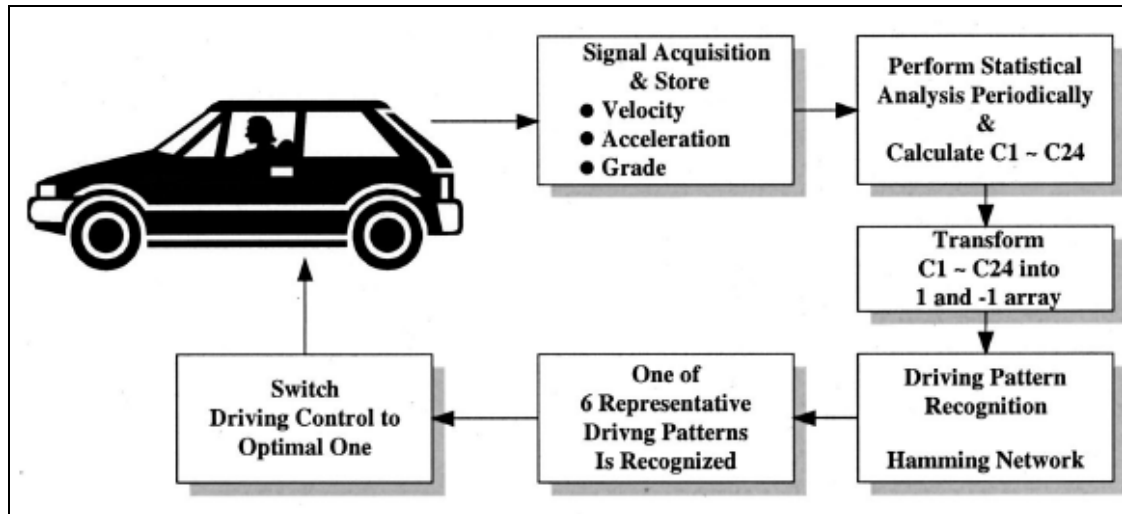 Signal Acquisition
& Store
● Velocity
● Acceleration
● Grade
Perform Statistical
Analysis Periodically
&
Calculate C1 ~ C24
Transform
C1 ~ C24 into
1 and -1 array
Driving Pattern
Recognition
Hamming Network
One of
6 Representative
Drivng Patterns
Is Recognized
Switch
Driving Control to
Optimal One